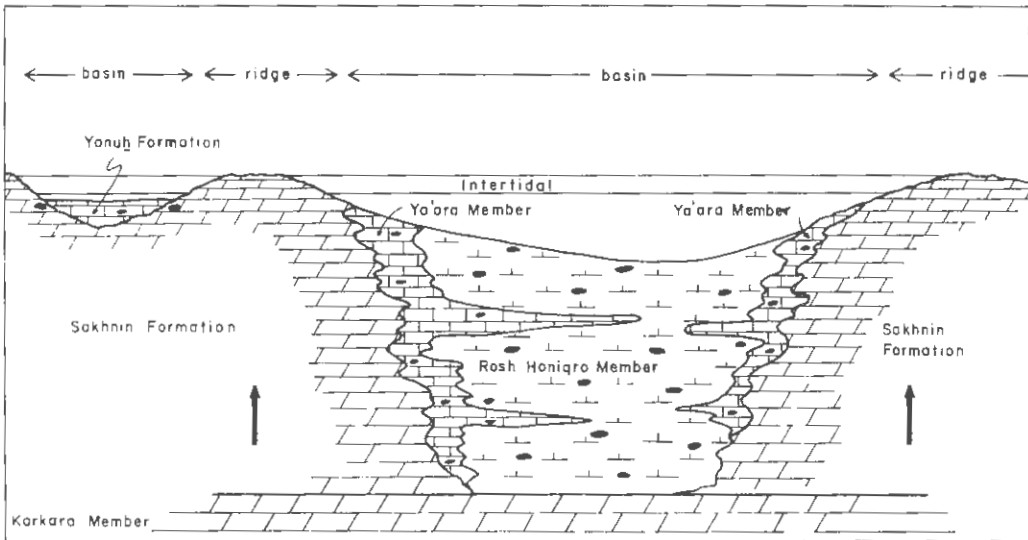 basin
ridge
basin
ridge
Yanuh Formation
Intertidal
Ya'ara Member
Ya'ara Member
Sakhnin Formation
Sakhnin
Formation
Rosh Haniqra Member
Karkara Member